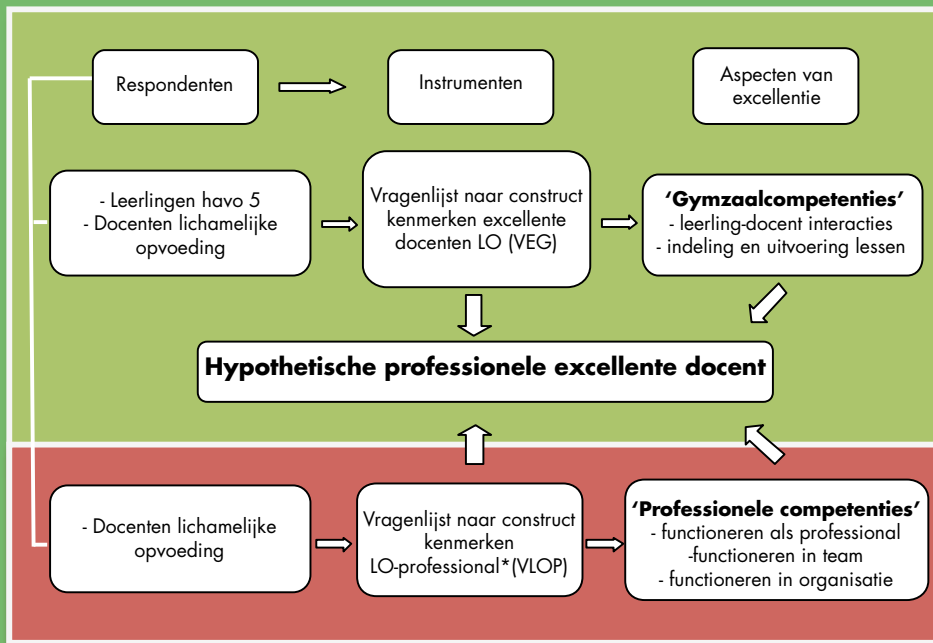 Respondenten
Instrumenten
Aspecten van
excellentie
- Leerlingen havo 5
- Docenten lichamelijke
opvoeding
Vragenlijst naar construct
kenmerken excellente
docenten LO (VEG)
‘Gymzaalcompetenties’
- leerling-docent interacties
- indeling en uitvoering lessen
Hypothetische professionele excellente docent
- Docenten lichamelijke
opvoeding
Vragenlijst naar construct
kenmerken
LO-professional*(VLOP)
‘Professionele competenties’
- functioneren als professional
-functioneren in team
- functioneren in organisatie